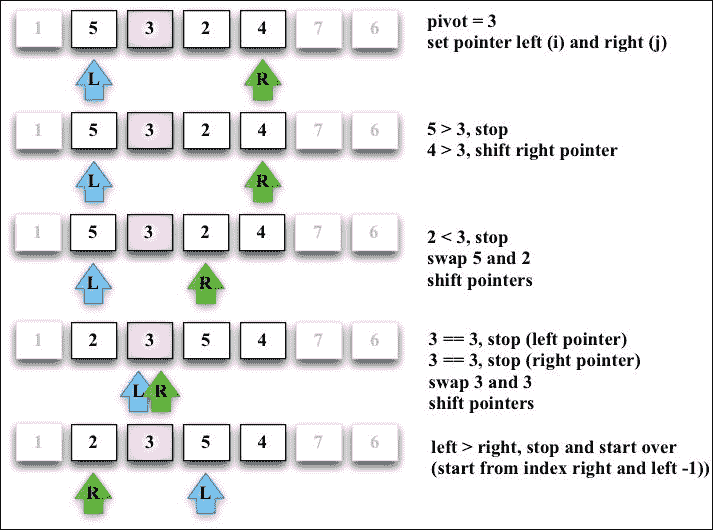 1 5 3 2 4 7 6
pivot = 3
set pointer left (i) and right (j)
L R
1 5 3 2 4 7 6
5 > 3, stop
4 > 3, shift right pointer
L R
1 5 3 2 4 7 6
2 < 3, stop
swap 5 and 2
shift pointers
L R
1 2 3 5 4 7 6
3 == 3, stop (left pointer)
3 == 3, stop (right pointer)
swap 3 and 3
shift pointers
L R
1 2 3 5 4 7 6
left > right, stop and start over
(start from index right and left -1))
R L